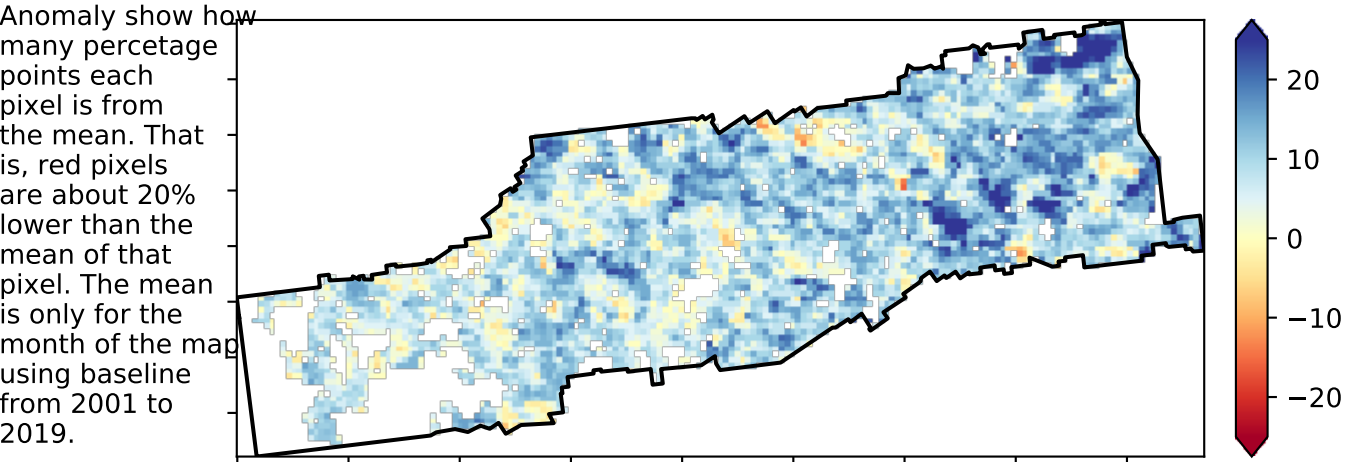 Anomaly show how
many percetage
points each
pixel is from
the mean. That
is, red pixels
are about 20%
lower than the
mean of that
pixel. The mean
is only for the
month of the map
using baseline
from 2001 to
2019.
20
10
0
−10
−20